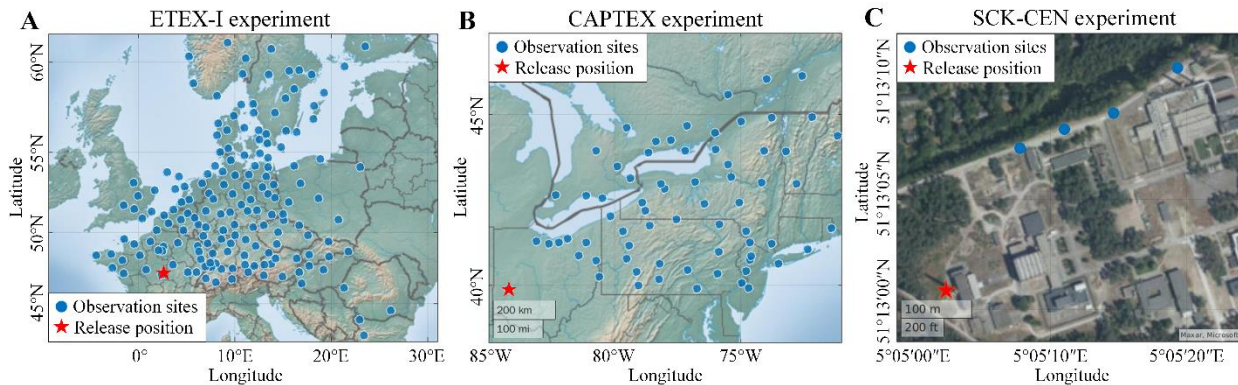 A ETEX-I experiment
60°N
55°N
50°N
45°N
Latitude
Observation sites
Release position
0°
10°E
20°E
30°E
Longitude
B CAPTEX experiment
Observation sites
Release position
45°N
40°N
Latitude
200 km
100 mi
85°W
80°W
75°W
Longitude
C SCK-CEN experiment
Observation sites
Release position
51°13'10"N
51°13'05"N
51°13'00"N
Latitude
100 m
200 ft
Maxar, Microsoft
5°05'00"E
5°05'10"E
5°05'20"E
Longitude